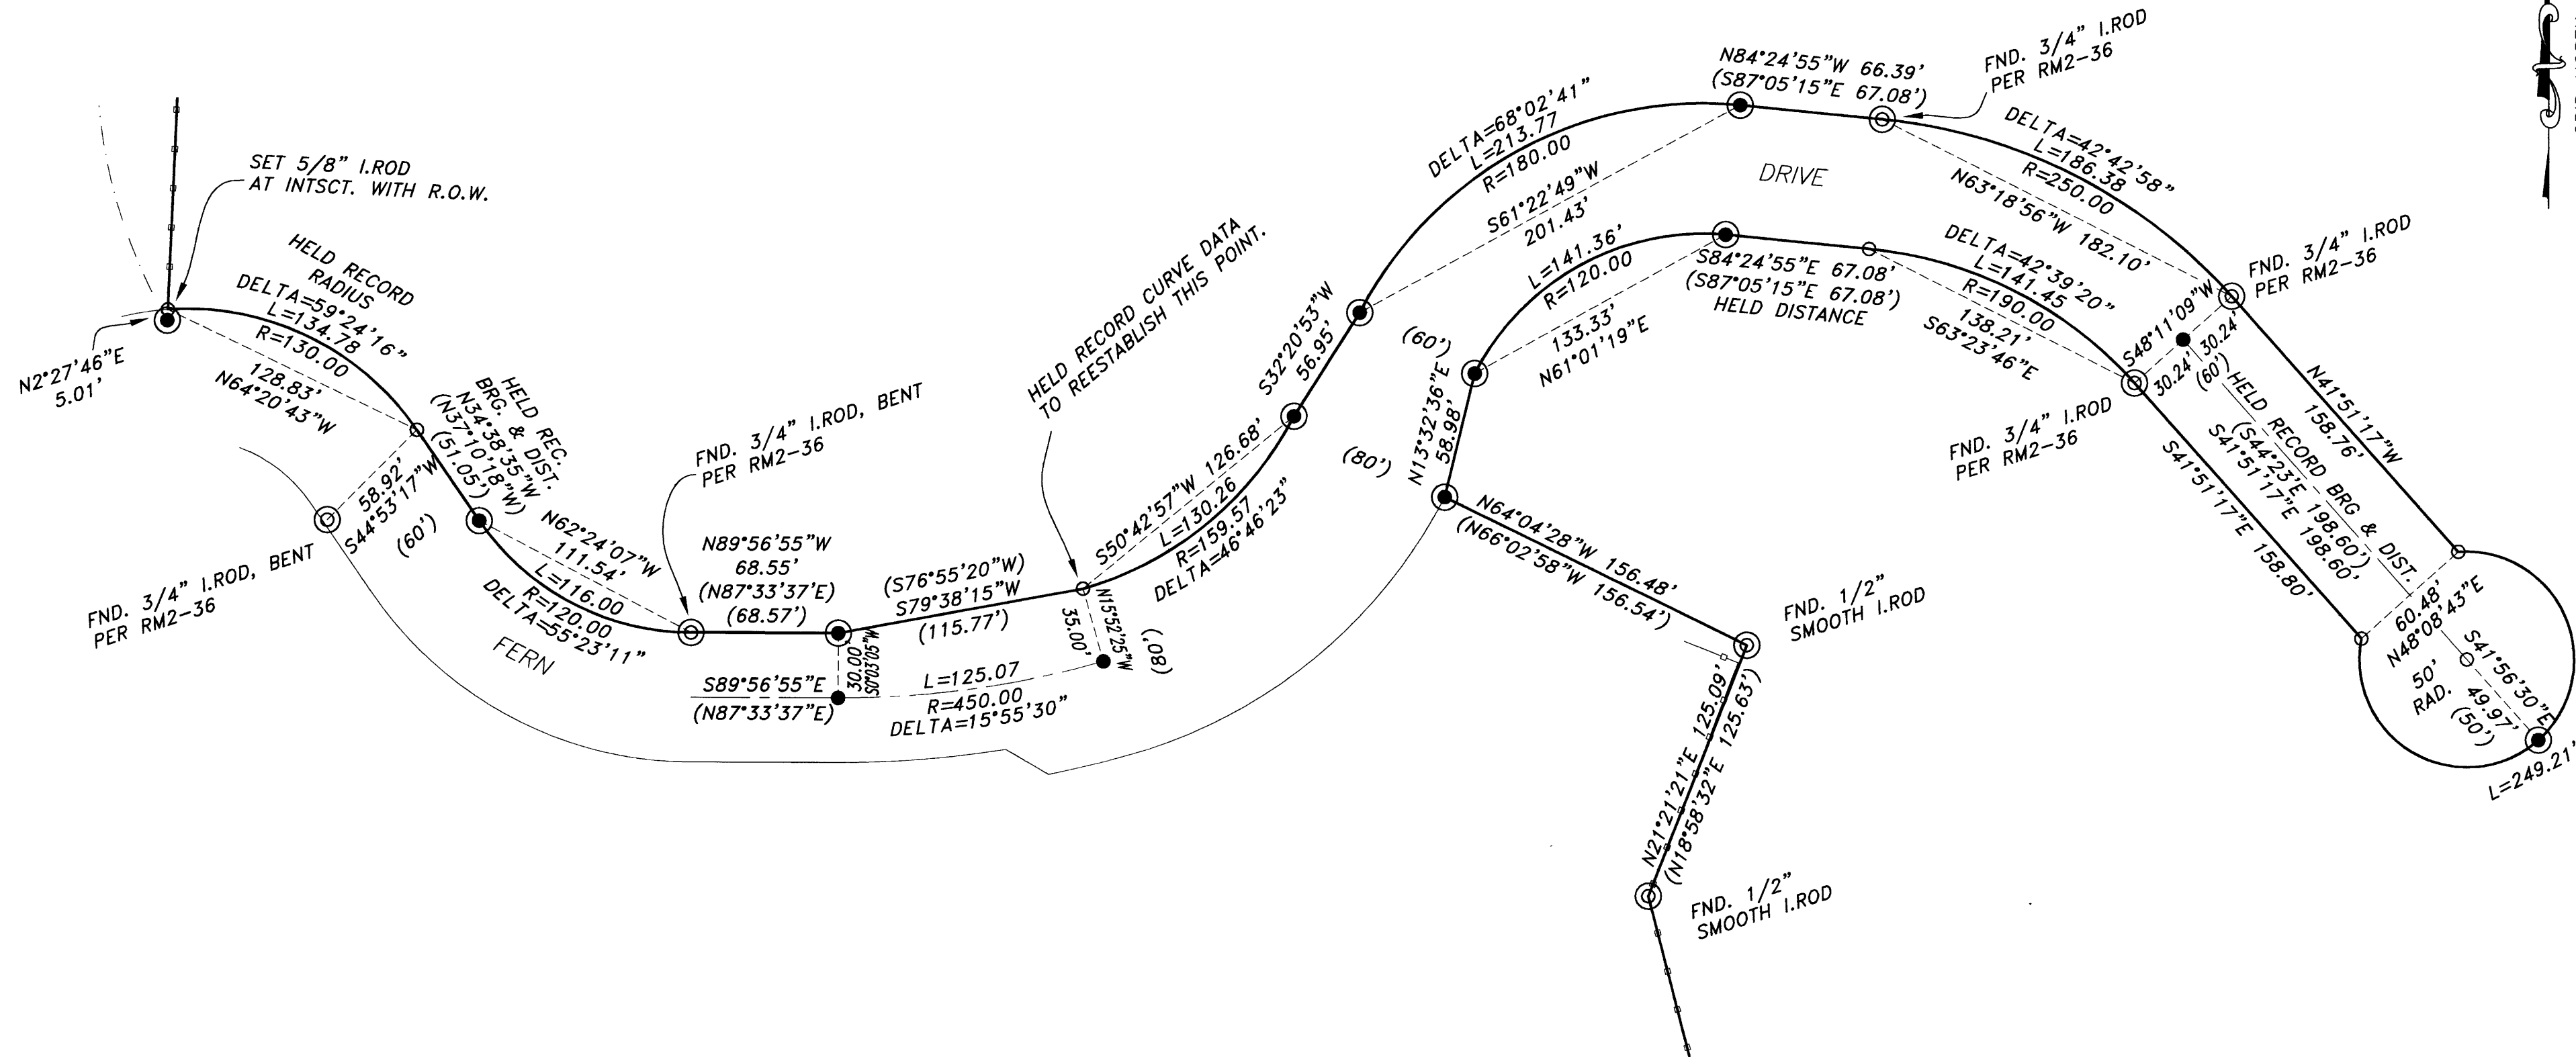 SET 5/8" I.ROD
AT INTSCT. WITH R.O.W.
N2°27'46"E
5.01'
HELD RECORD
RADIUS
DELTA=59°24'16"
L=134.78
R=130.00
128.83'
N64°20'43"W
HELD REC.
BRG. & DIST.
N34°38'35"W
(N37°10'18"W)
(51.05')
58.92'
S44°53'17"W
(60')
FND. 3/4" I.ROD, BENT
PER RM2-36
N62°24'07"W
111.54'
L=116.00
R=120.00
DELTA=55°23'11"
FERN
FND. 3/4" I.ROD, BENT
PER RM2-36
N89°56'55"W
68.55'
(N87°33'37"E)
(68.57')
30.00'
S0°03'05"W
S89°56'55"E
(N87°33'37"E)
(S76°55'20"W)
S79°38'15"W
(115.77')
L=125.07
R=450.00
DELTA=15°55'30"
N15°52'25"W
35.00'
(80')
HELD RECORD CURVE DATA
TO REESTABLISH THIS POINT.
S50°42'57"W 126.68'
L=130.26
R=159.57
DELTA=46°46'23"
S32°20'53"W
56.95'
DELTA=68°02'41"
L=213.77
R=180.00
S61°22'49"W
201.43'
N84°24'55"W 66.39'
(S87°05'15"E 67.08')
FND. 3/4" I.ROD
PER RM2-36
DRIVE
L=141.36'
R=120.00
133.33'
N61°01'19"E
S84°24'55"E 67.08'
(S87°05'15"E 67.08')
HELD DISTANCE
(60')
(80')
N13°32'36"E
58.98'
N64°04'28"W 156.48'
(N66°02'58"W 156.54')
FND. 1/2"
SMOOTH I.ROD
N21°21'21"E 125.09'
(N18°58'32"E 125.63')
FND. 1/2"
SMOOTH I.ROD
DELTA=42°42'58"
L=186.38
R=250.00
N63°18'56"W 182.10'
DELTA=42°39'20"
L=141.45
R=190.00
138.21'
S63°23'46"E
FND. 3/4" I.ROD
PER RM2-36
S48°11'09"W
30.24'
30.24'
(60')
FND. 3/4" I.ROD
PER RM2-36
N41°51'17"W
158.76'
HELD RECORD BRG & DIST.
(S44°23'E 198.60')
S41°51'17"E 198.60'
S41°51'17"E 158.80'
60.48'
N48°08'43"E
50'
RAD.
S41°56'30"E
49.97'
(50')
L=249.21'